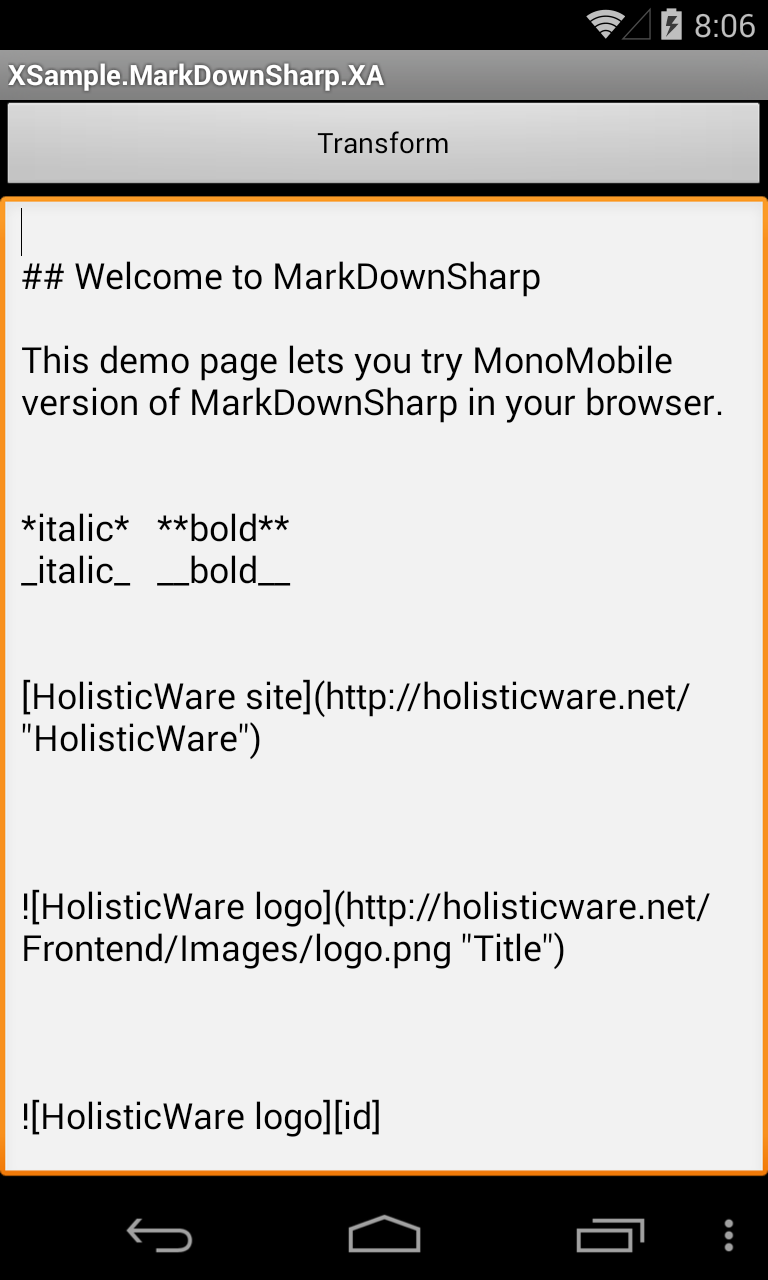 8:06
XSample.MarkDownSharp.XA
Transform
## Welcome to MarkDownSharp
This demo page lets you try MonoMobile
version of MarkDownSharp in your browser.
*italic*   **bold**
_italic_   __bold__
[HolisticWare site](http://holisticware.net/
"HolisticWare")
![HolisticWare logo](http://holisticware.net/
Frontend/Images/logo.png "Title")
![HolisticWare logo][id]